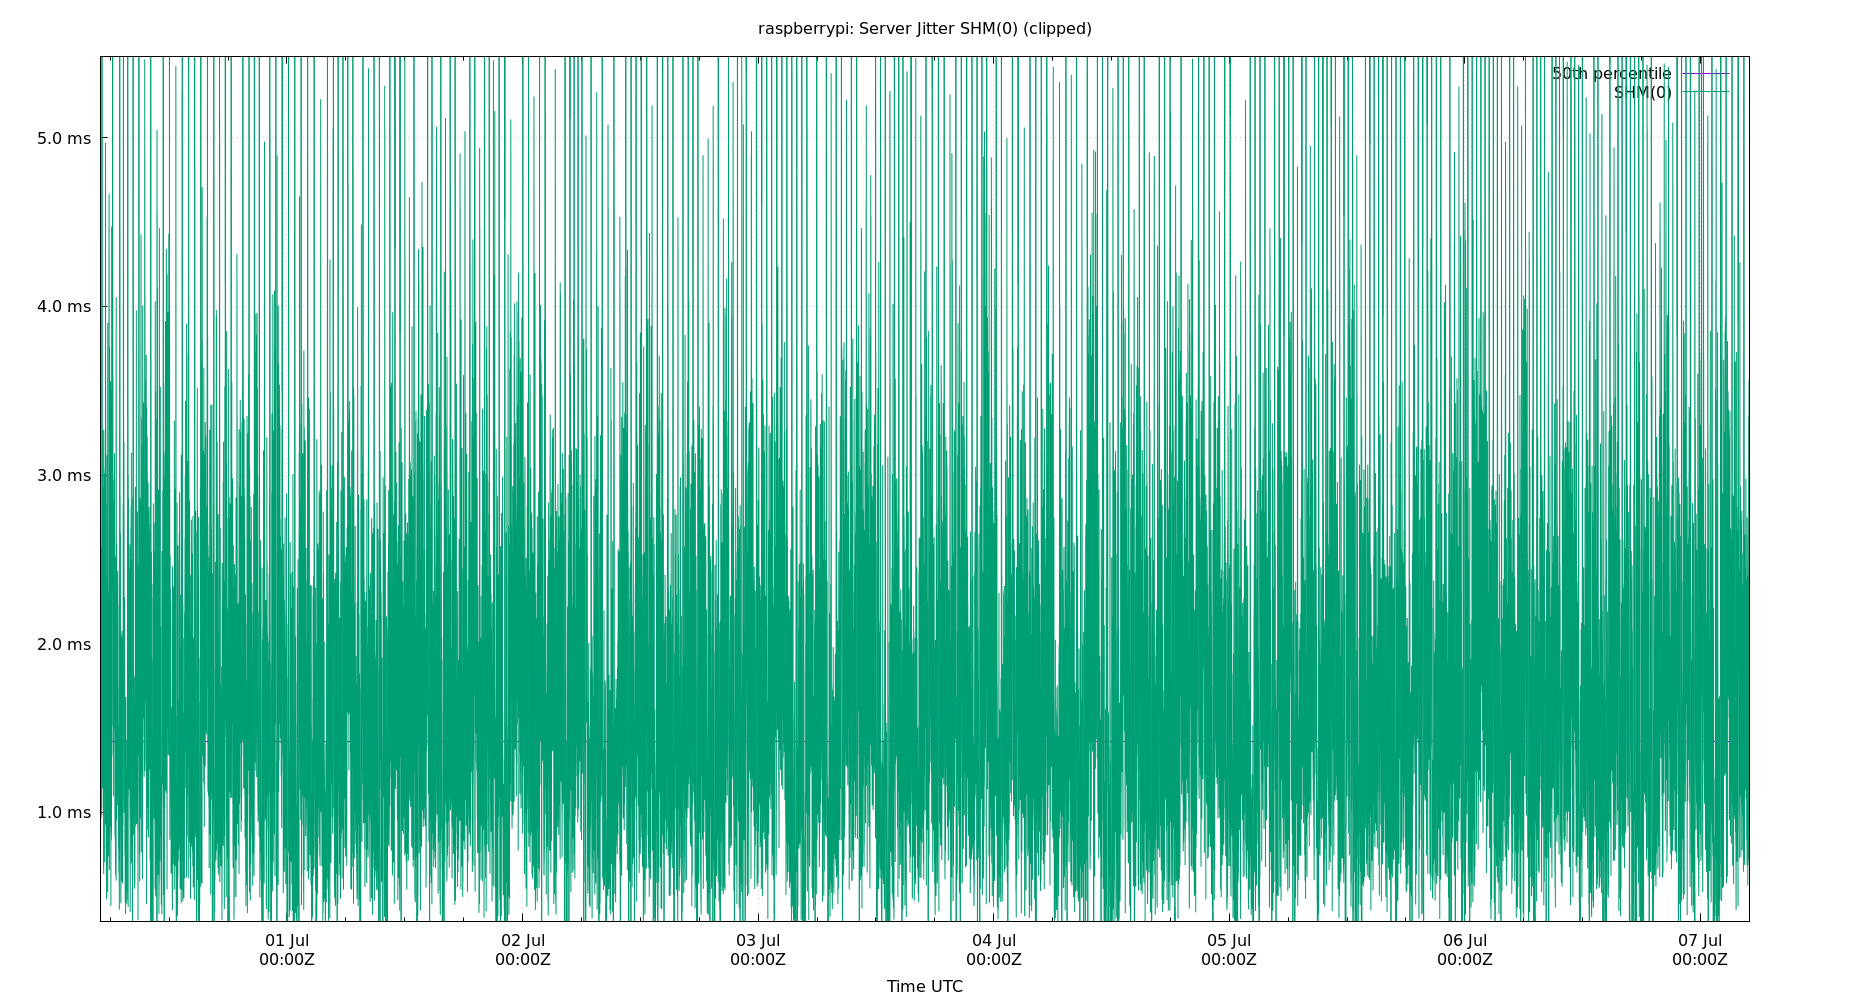 raspberrypi: Server Jitter SHM(0) (clipped)
50th percentile
SHM(0)
5.0 ms
4.0 ms
3.0 ms
2.0 ms
1.0 ms
01 Jul 02 Jul 03 Jul 04 Jul 05 Jul 06 Jul 07 Jul
00:00Z 00:00Z 00:00Z 00:00Z 00:00Z 00:00Z 00:00Z
Time UTC